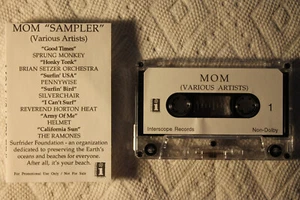 MOM "SAMPLER"
(Various Artists)
"Good Times"
SPRUNG MONKEY
"Honky Tonk"
BRIAN SETZER ORCHESTRA
"Surfin' USA"
PENNYWISE
"Surfin' Bird"
SILVERCHAIR
"I Can't Surf"
REVEREND HORTON HEAT
"Army Of Me"
HELMET
"California Sun"
THE RAMONES
Surfrider Foundation - an organization
dedicated to preserving the Earth's
oceans and beaches for everyone.
After all, it's your beach.
For Promotional Use Only - Not For Sale
MOM
(VARIOUS ARTISTS)
1
Interscope Records
Non-Dolby